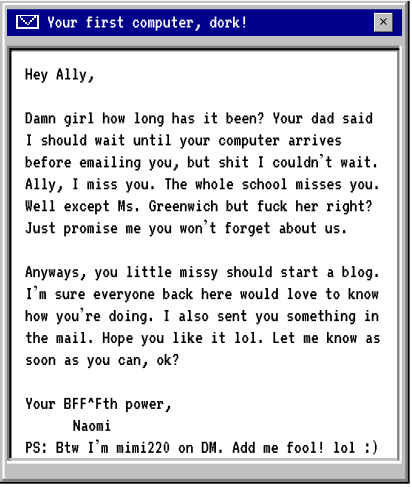 Your first computer, dork!
Hey Ally,
Damn girl how long has it been? Your dad said
I should wait until your computer arrives
before emailing you, but shit I couldn't wait.
Ally, I miss you. The whole school misses you.
Well except Ms. Greenwich but fuck her right?
Just promise me you won't forget about us.
Anyways, you little missy should start a blog.
I'm sure everyone back here would love to know
how you're doing. I also sent you something in
the mail. Hope you like it lol. Let me know as
soon as you can, ok?
Your BFF^Fth power,
Naomi
PS: Btw I'm mimi220 on DM. Add me fool! lol :)